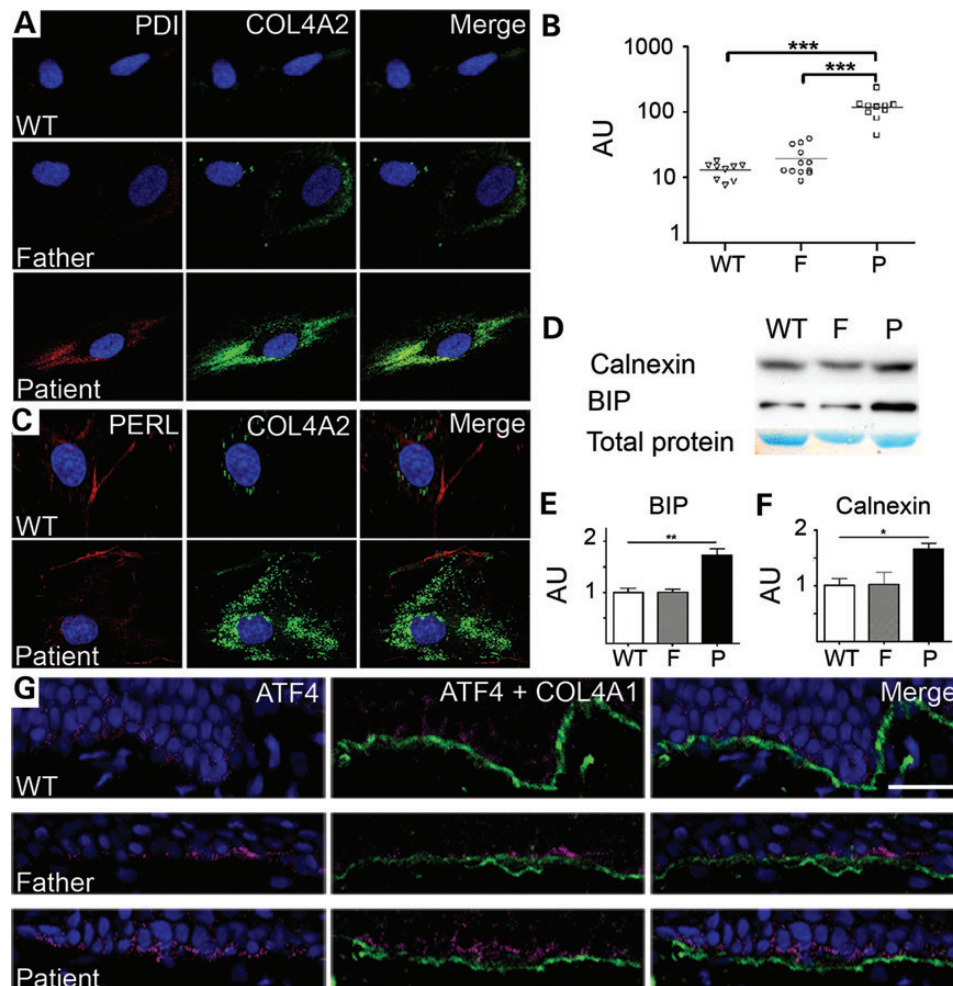 A PDI COL4A2 Merge
WT
Father
Patient
B
1000
100
10
1
AU
*** 
***
WT F P
C PERL COL4A2 Merge
WT
Patient
D WT F P
Calnexin
BIP
Total protein
E BIP
2
1
AU
**
WT F P
F Calnexin
2
1
AU
*
WT F P
G ATF4 ATF4 + COL4A1 Merge
WT
Father
Patient